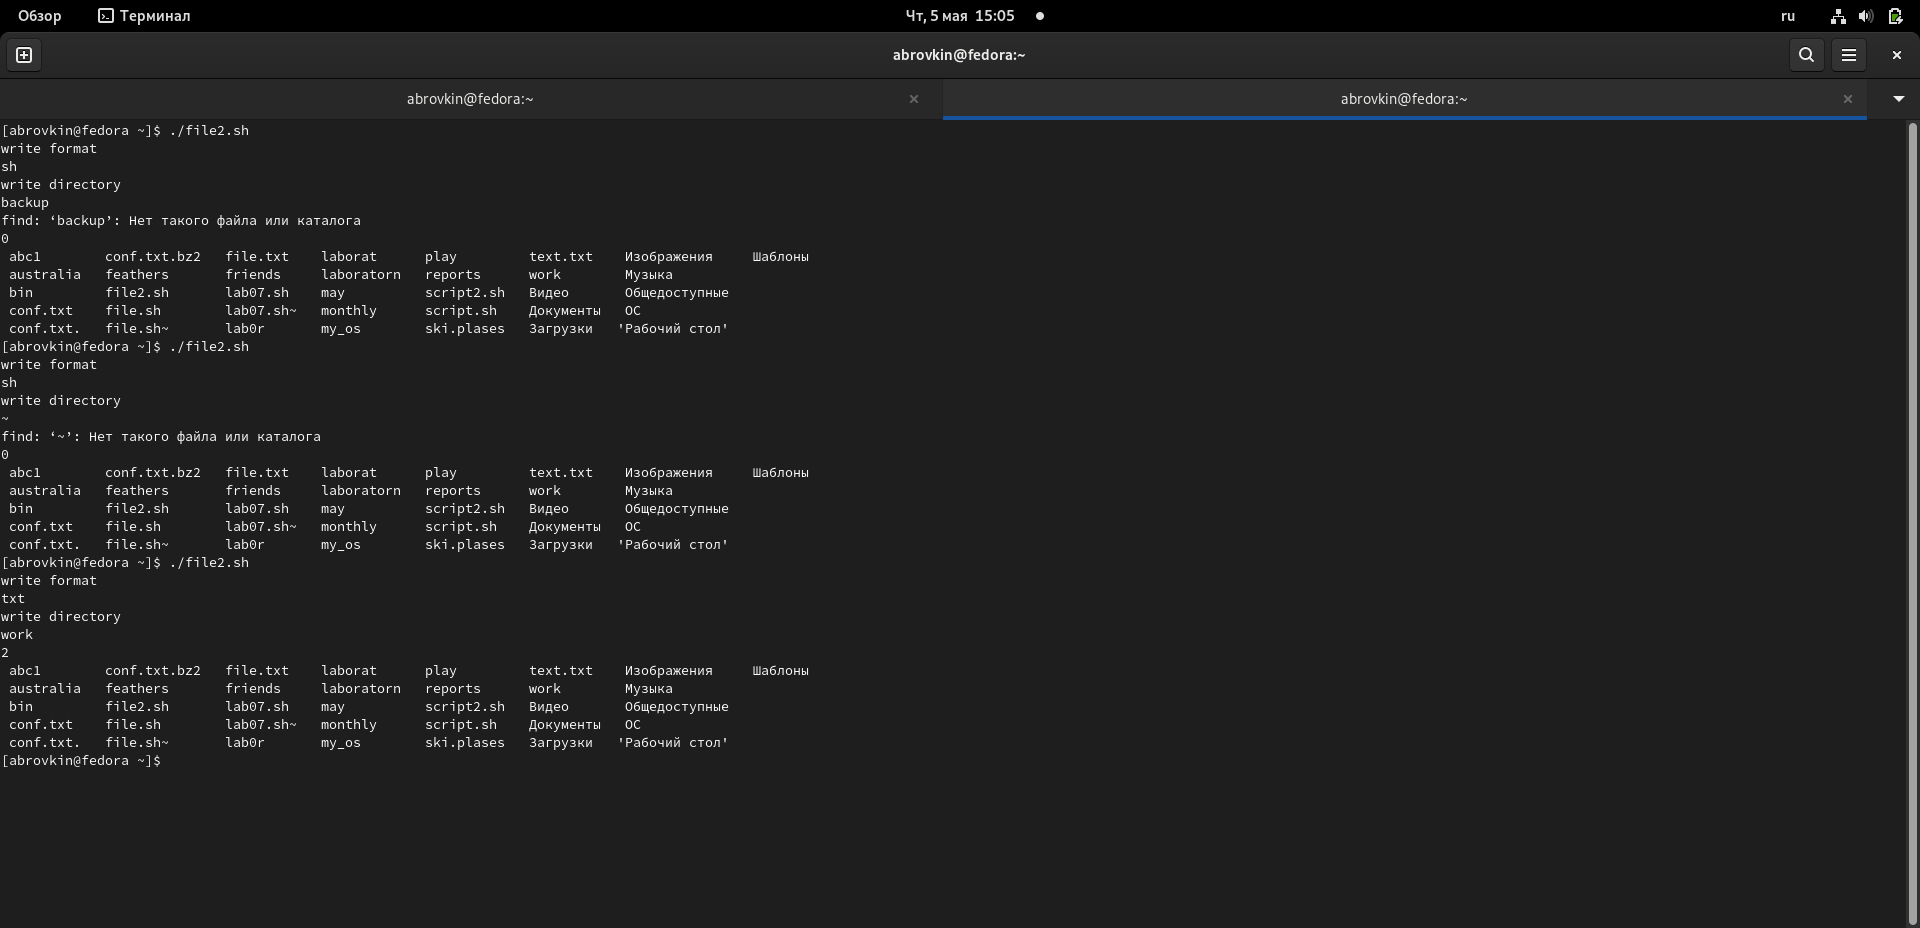 Обзор Терминал Чт, 5 мая 15:05 ru
abrovkin@fedora:~
abrovkin@fedora:~ abrovkin@fedora:~
[abrovkin@fedora ~]$ ./file2.sh
write format
sh
write directory
backup
find: ‘backup’: Нет такого файла или каталога
0
abc1 conf.txt.bz2 file.txt laborat play text.txt Изображения Шаблоны
australia feathers friends laboratorn reports work Музыка
bin file2.sh lab07.sh may script2.sh Видео Общедоступные
conf.txt file.sh lab07.sh~ monthly script.sh Документы ОС
conf.txt. file.sh~ lab0r my_os ski.plases Загрузки 'Рабочий стол'
[abrovkin@fedora ~]$ ./file2.sh
write format
sh
write directory
~
find: ‘~’: Нет такого файла или каталога
0
abc1 conf.txt.bz2 file.txt laborat play text.txt Изображения Шаблоны
australia feathers friends laboratorn reports work Музыка
bin file2.sh lab07.sh may script2.sh Видео Общедоступные
conf.txt file.sh lab07.sh~ monthly script.sh Документы ОС
conf.txt. file.sh~ lab0r my_os ski.plases Загрузки 'Рабочий стол'
[abrovkin@fedora ~]$ ./file2.sh
write format
txt
write directory
work
2
abc1 conf.txt.bz2 file.txt laborat play text.txt Изображения Шаблоны
australia feathers friends laboratorn reports work Музыка
bin file2.sh lab07.sh may script2.sh Видео Общедоступные
conf.txt file.sh lab07.sh~ monthly script.sh Документы ОС
conf.txt. file.sh~ lab0r my_os ski.plases Загрузки 'Рабочий стол'
[abrovkin@fedora ~]$